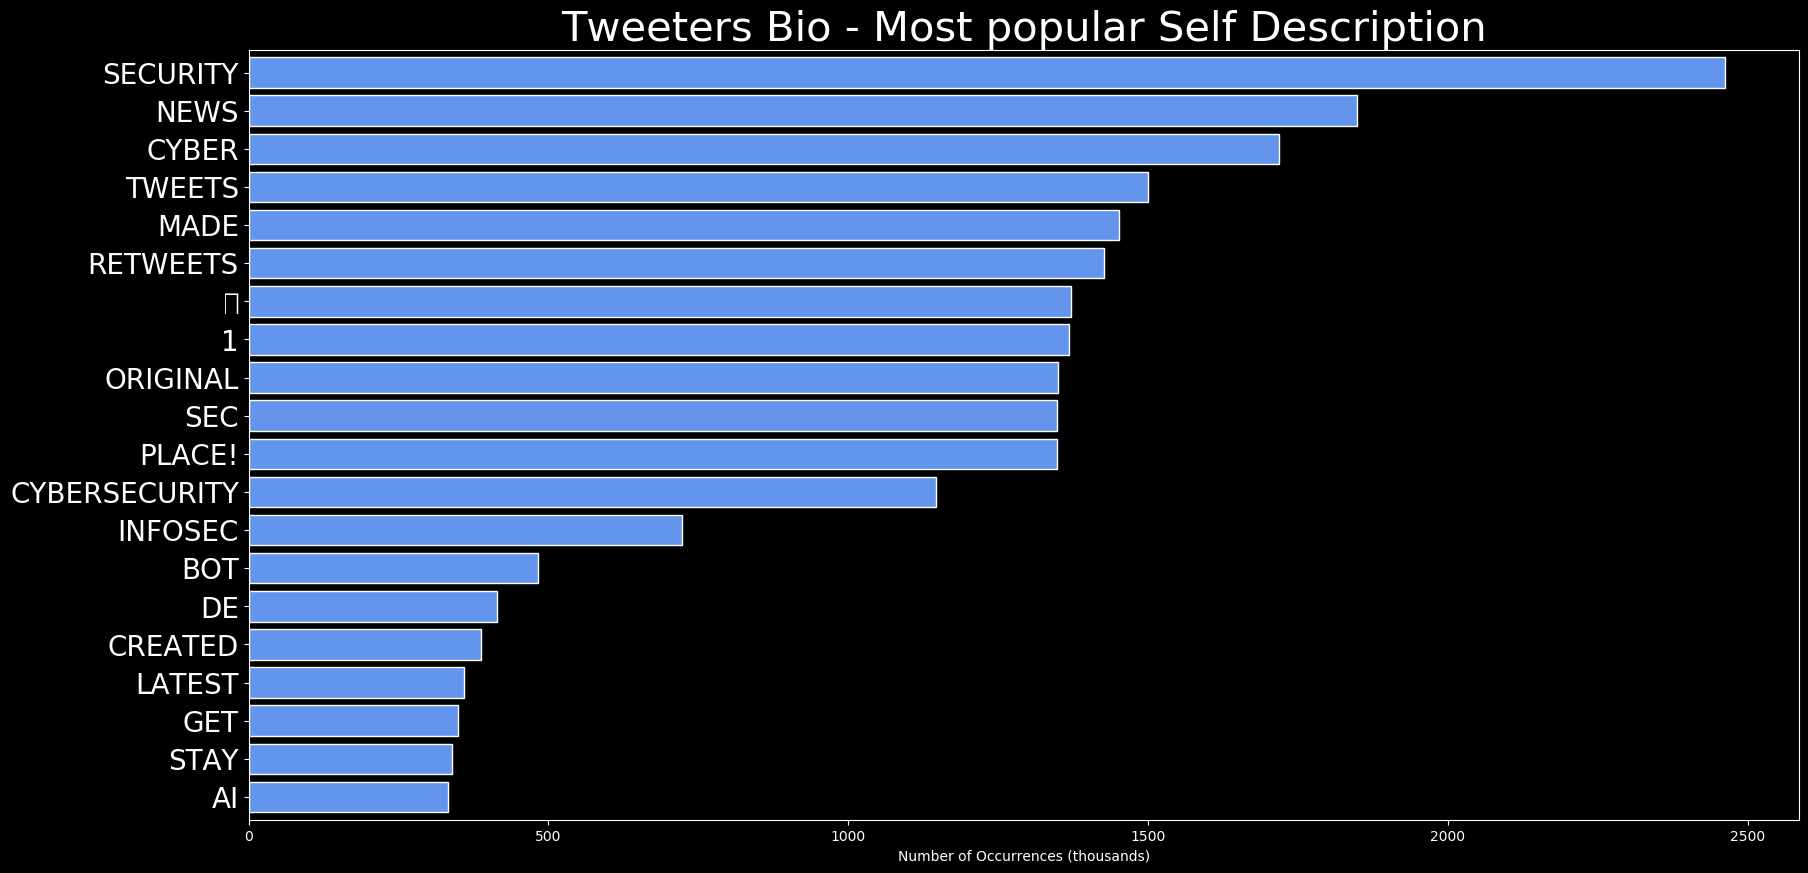 Tweeters Bio - Most popular Self Description
SECURITY
NEWS
CYBER
TWEETS
MADE
RETWEETS
1
ORIGINAL
SEC
PLACE!
CYBERSECURITY
INFOSEC
BOT
DE
CREATED
LATEST
GET
STAY
AI
0 500 1000 1500 2000 2500
Number of Occurrences (thousands)